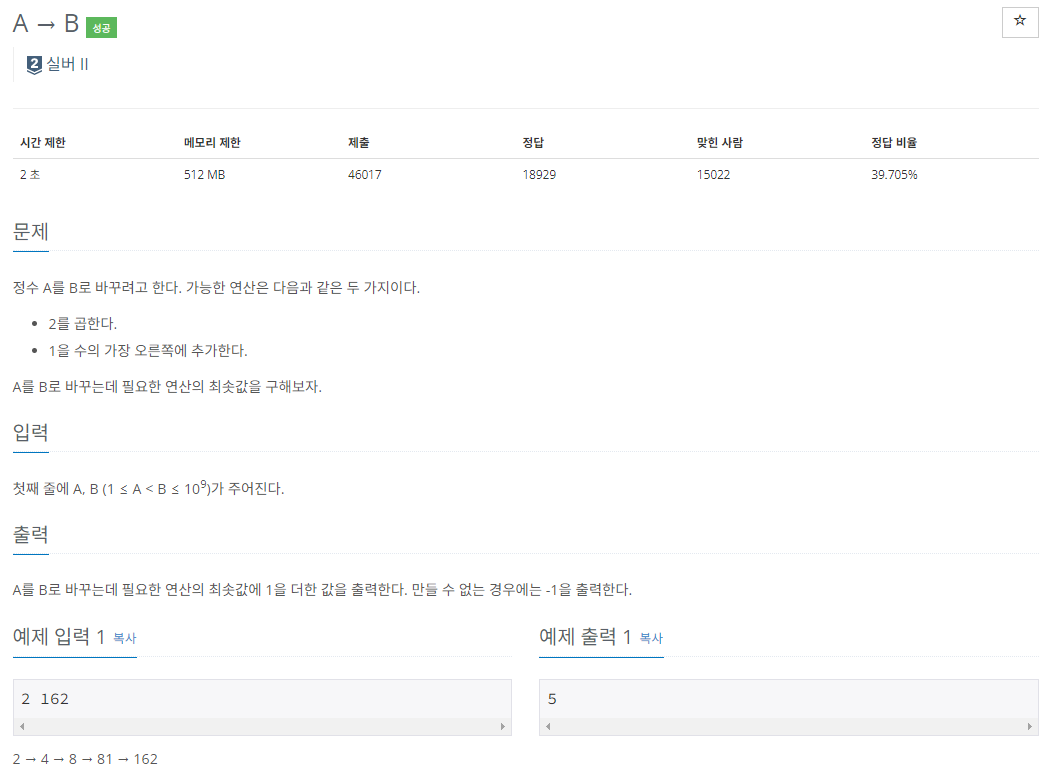 A → B 성공
☆
2 실버 II
시간 제한 메모리 제한 제출 정답 맞힌 사람 정답 비율
2 초 512 MB 46017 18929 15022 39.705%
문제
정수 A를 B로 바꾸려고 한다. 가능한 연산은 다음과 같은 두 가지이다.
• 2를 곱한다.
• 1을 수의 가장 오른쪽에 추가한다.
A를 B로 바꾸는데 필요한 연산의 최솟값을 구해보자.
입력
첫째 줄에 A, B (1 ≤ A < B ≤ 10⁹)가 주어진다.
출력
A를 B로 바꾸는데 필요한 연산의 최솟값에 1을 더한 값을 출력한다. 만들 수 없는 경우에는 -1을 출력한다.
예제 입력 1 복사
2 162
예제 출력 1 복사
5
2 → 4 → 8 → 81 → 162